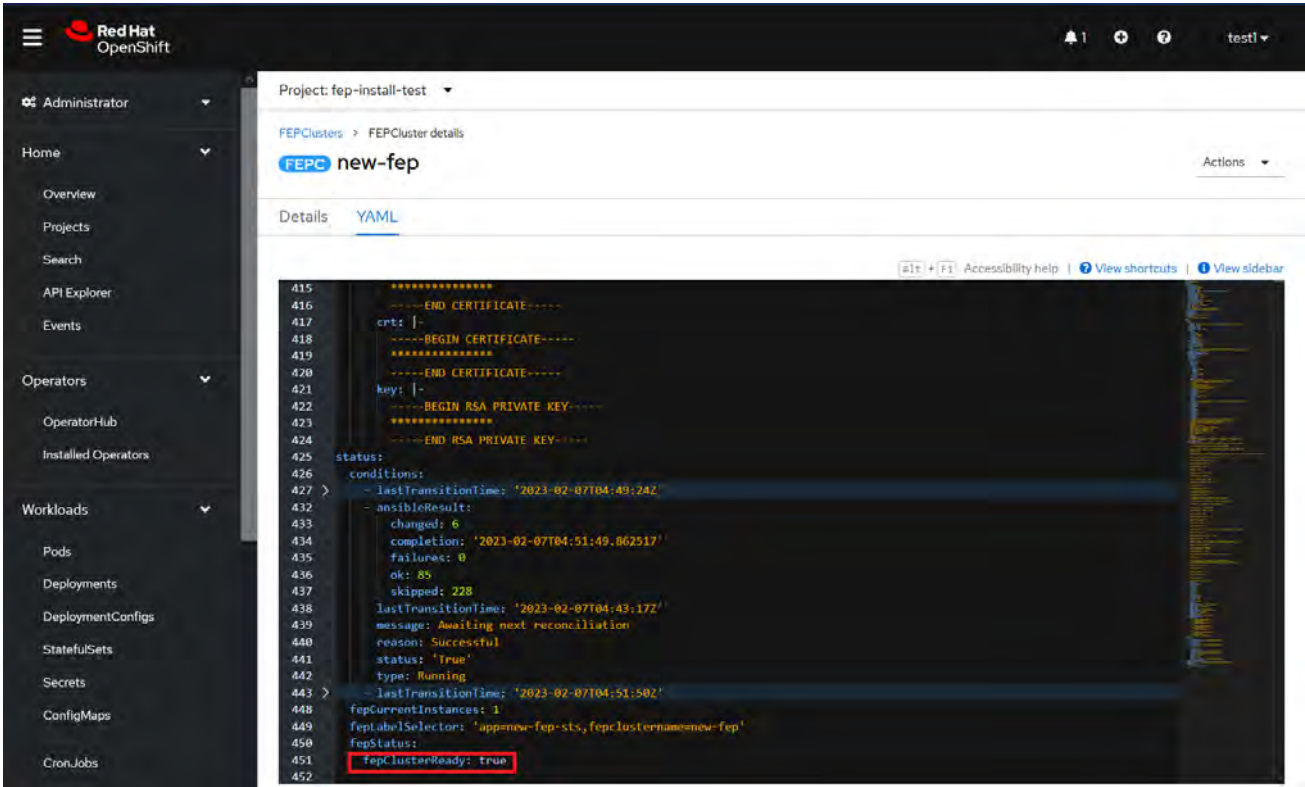 Red Hat
OpenShift
1
test1
Administrator
Project: fep-install-test
Home
FEPClusters > FEPCluster details
FEPC new-fep
Actions
Overview
Projects
Details YAML
Search
alt + F1 Accessibility help | View shortcuts | View sidebar
API Explorer
Events
Operators
OperatorHub
Installed Operators
Workloads
Pods
Deployments
DeploymentConfigs
StatefulSets
Secrets
ConfigMaps
CronJobs
415 ***************
416 -----END CERTIFICATE-----
417 crt: |-
418 -----BEGIN CERTIFICATE-----
419 ***************
420 -----END CERTIFICATE-----
421 key: |-
422 -----BEGIN RSA PRIVATE KEY-----
423 ***************
424 -----END RSA PRIVATE KEY-----
425 status:
426 conditions:
427 > - lastTransitionTime: '2023-02-07T04:49:24Z'
432 - ansibleResult:
433 changed: 6
434 completion: '2023-02-07T04:51:49.862517'
435 failures: 0
436 ok: 85
437 skipped: 228
438 lastTransitionTime: '2023-02-07T04:43:17Z'
439 message: Awaiting next reconciliation
440 reason: Successful
441 status: 'True'
442 type: Running
443 > - lastTransitionTime: '2023-02-07T04:51:50Z'
448 fepCurrentInstances: 1
449 fepLabelSelector: 'app=new-fep-sts,fepclustername=new-fep'
450 fepStatus:
451 fepClusterReady: true
452